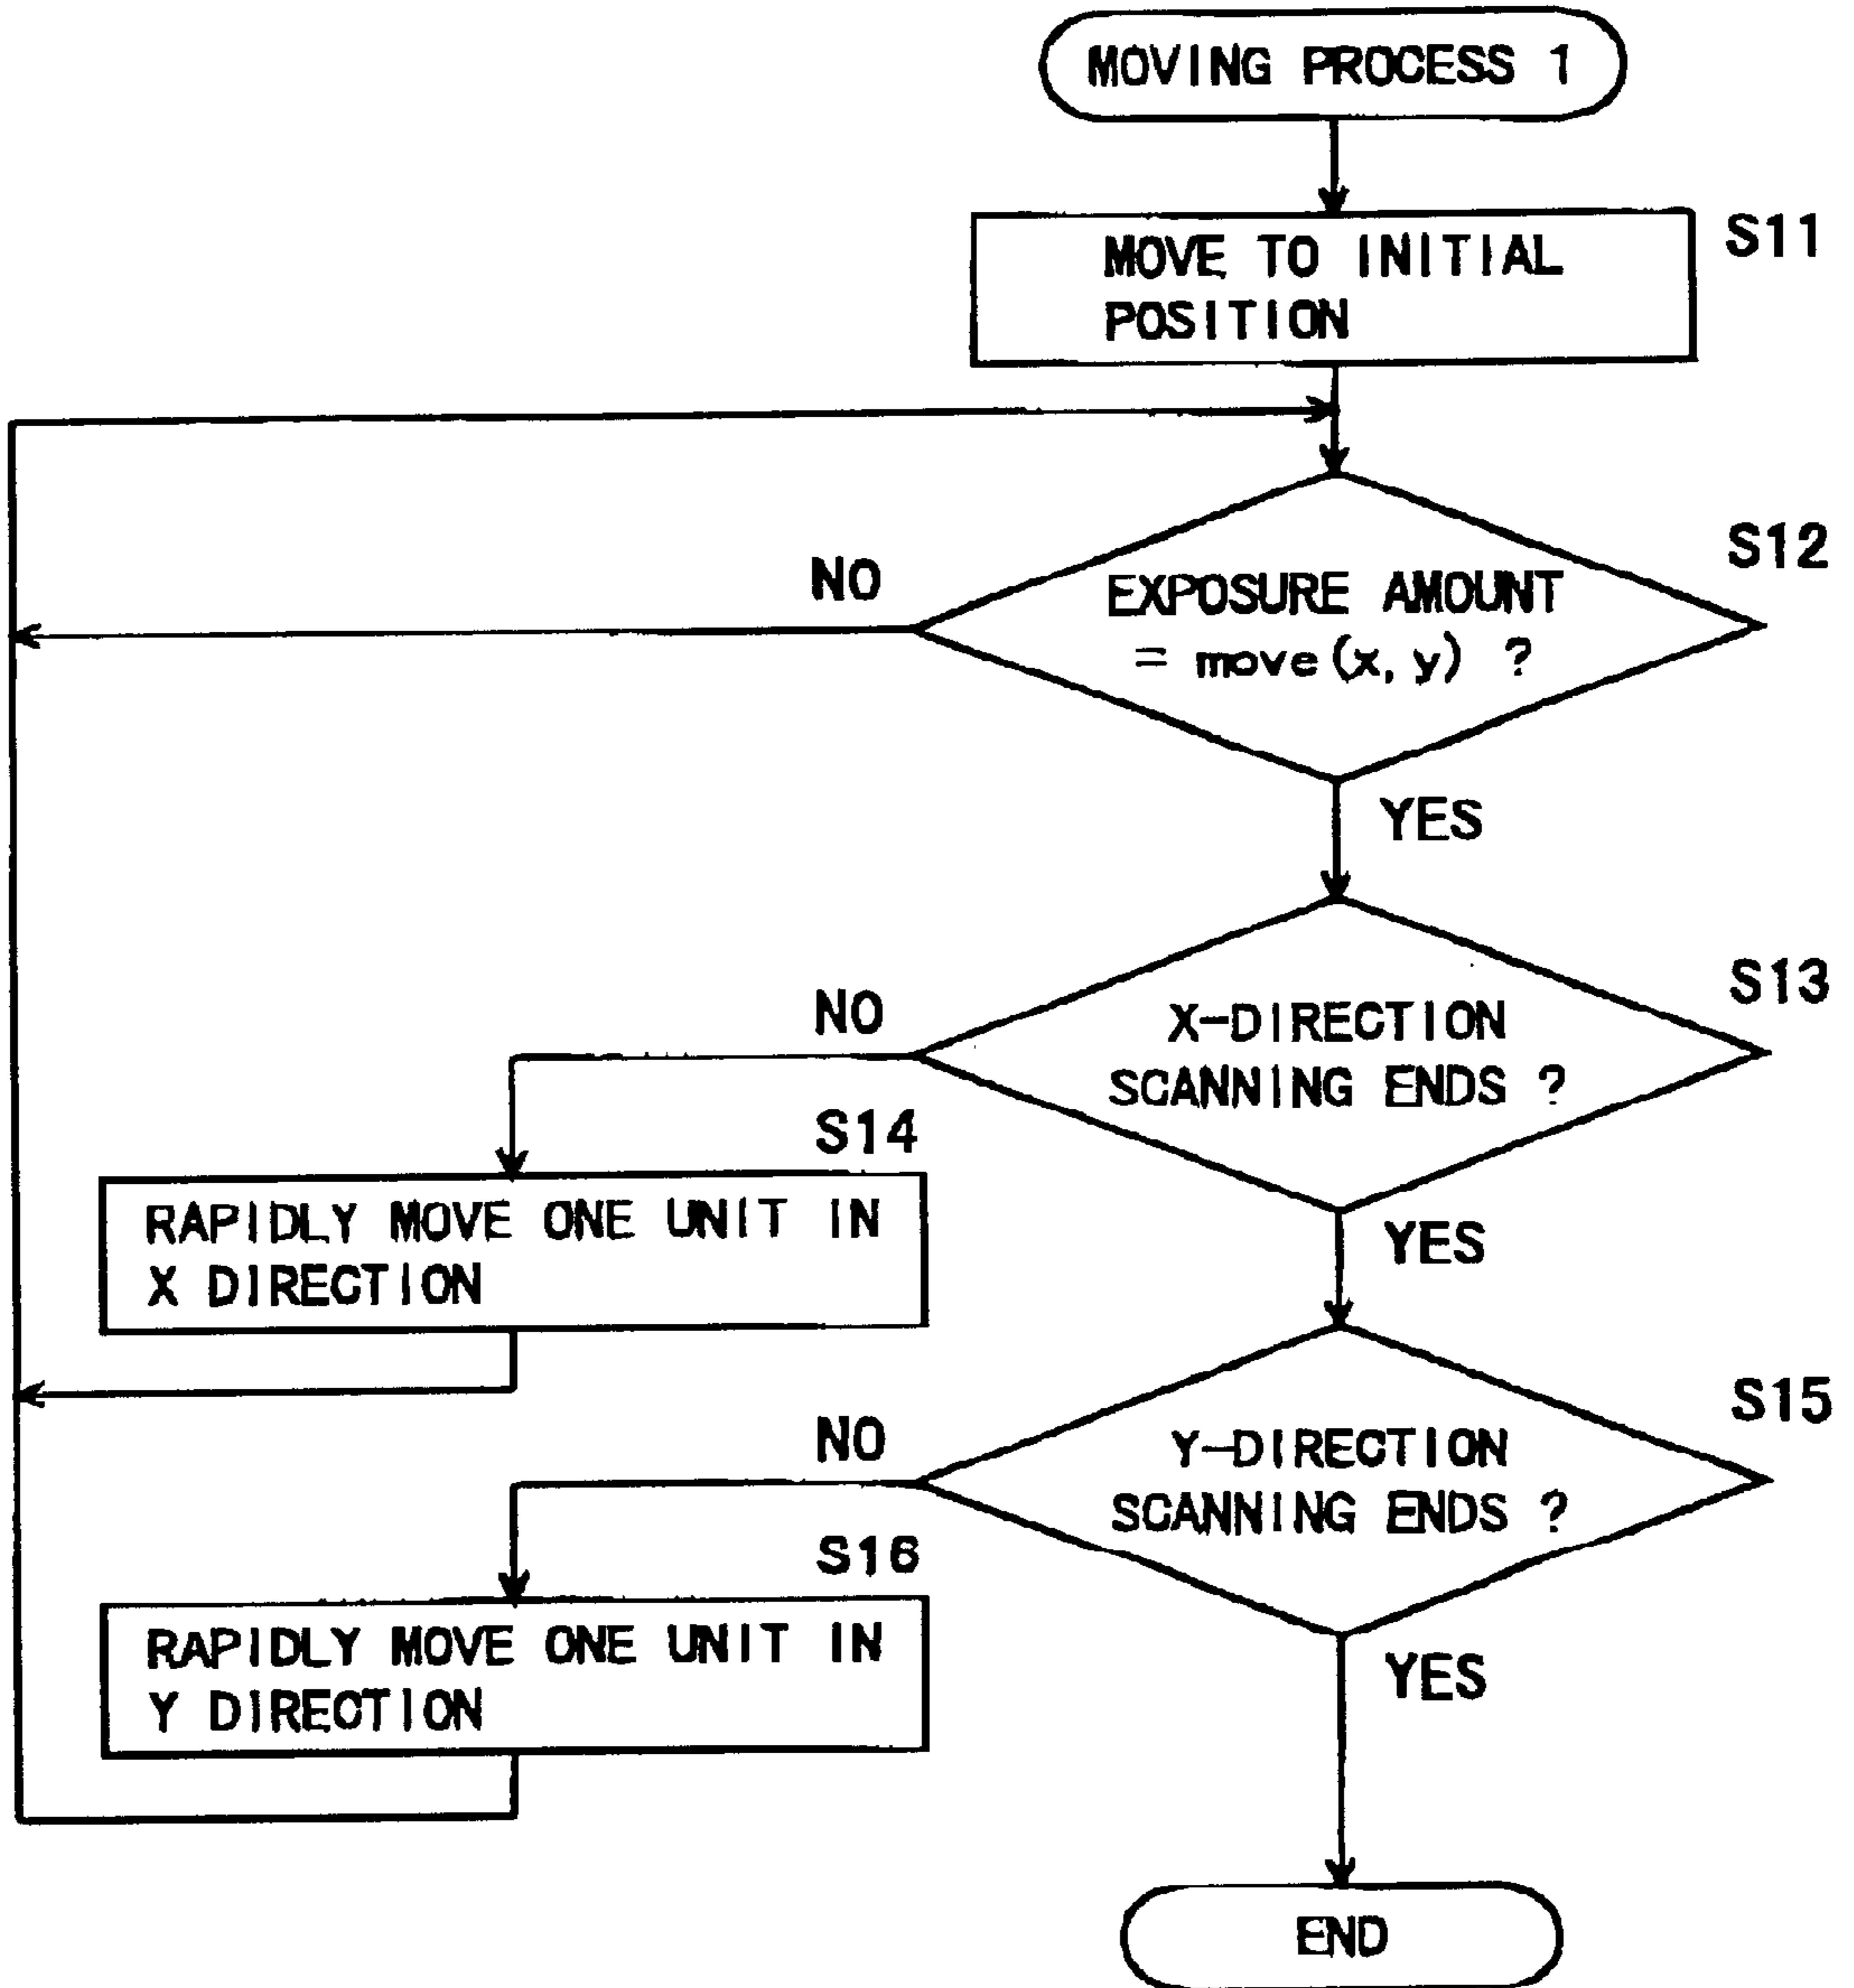 MOVING PROCESS 1
MOVE TO INITIAL
POSITION
S11
NO
EXPOSURE AMOUNT
= move(x, y) ?
S12
YES
NO
X-DIRECTION
SCANNING ENDS ?
S13
S14
RAPIDLY MOVE ONE UNIT IN
X DIRECTION
YES
NO
Y-DIRECTION
SCANNING ENDS ?
S15
S16
RAPIDLY MOVE ONE UNIT IN
Y DIRECTION
YES
END